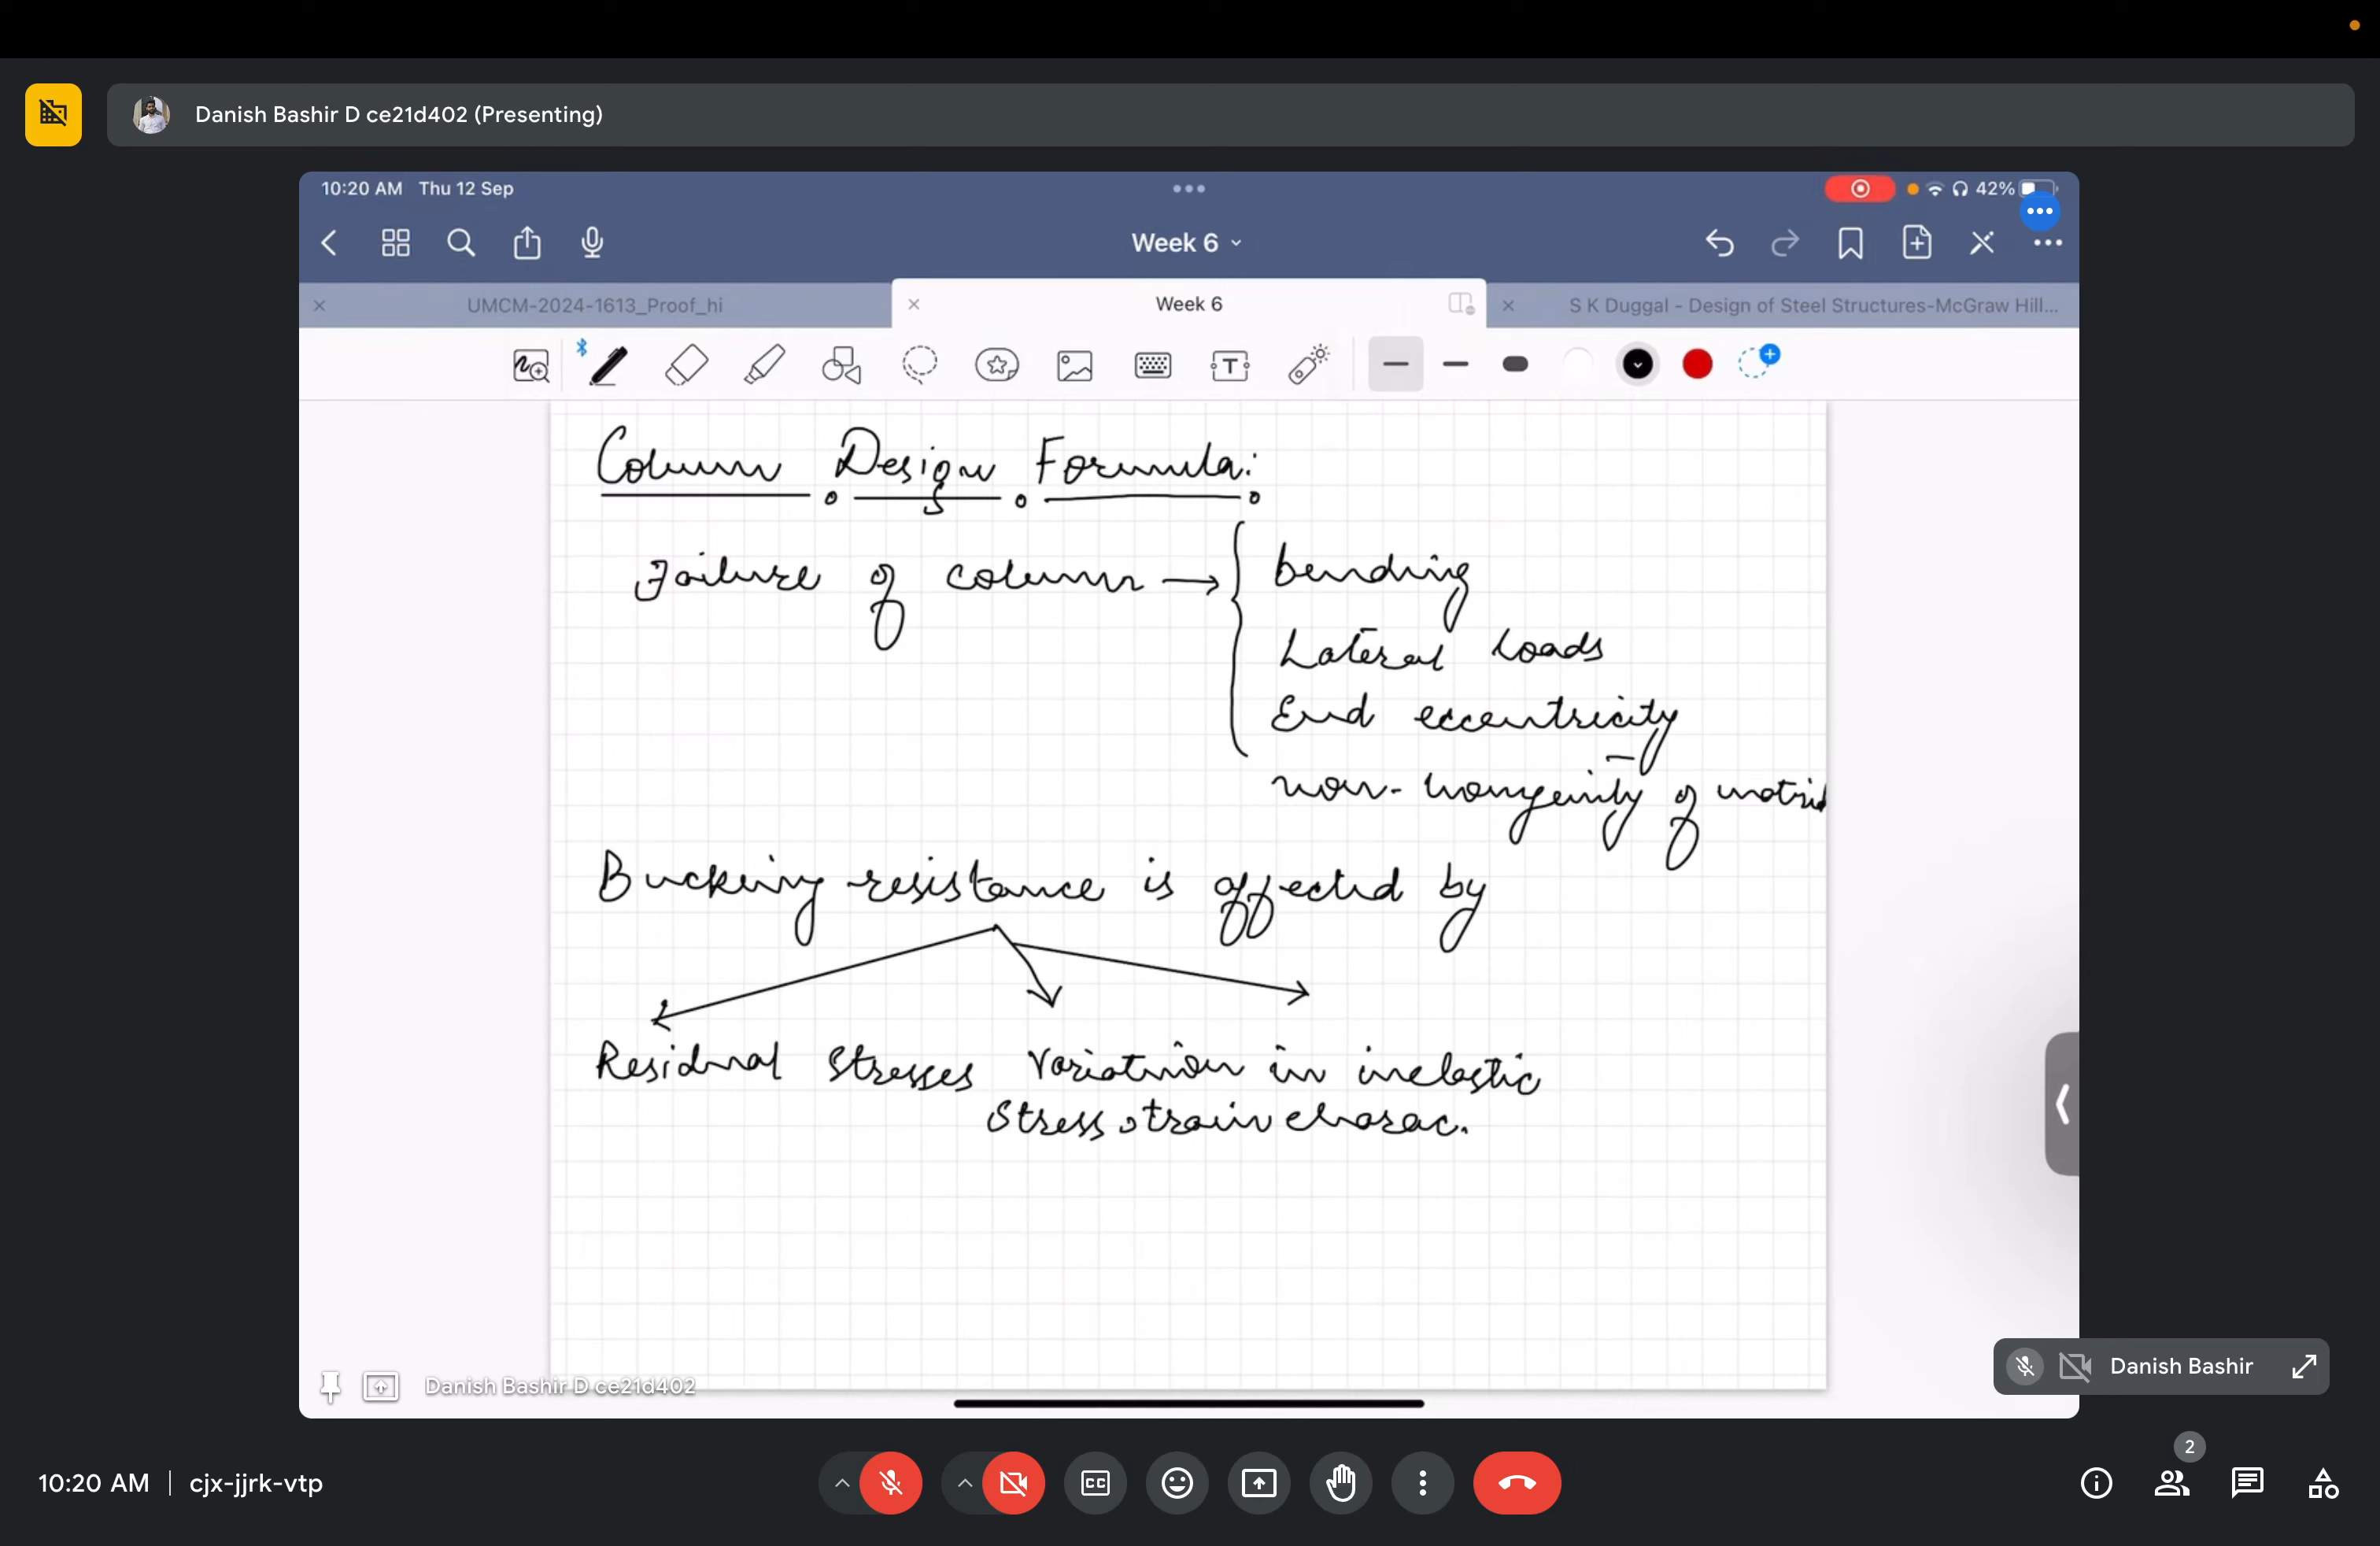 Danish Bashir D ce21d402 (Presenting)
10:20 AM Thu 12 Sep
42%
Week 6
UMCM-2024-1613_Proof_hi
Week 6
S K Duggal - Design of Steel Structures-McGraw Hill...
T
Column Design Formula:
Failure of column → bending
Lateral Loads
End eccentricity
non-homgeinity of matrial
Buckling resistance is affected by
Residual Stresses Variation in inelastic
Stress strain charac.
Danish Bashir D ce21d402
Danish Bashir
2
10:20 AM | cjx-jjrk-vtp
CC